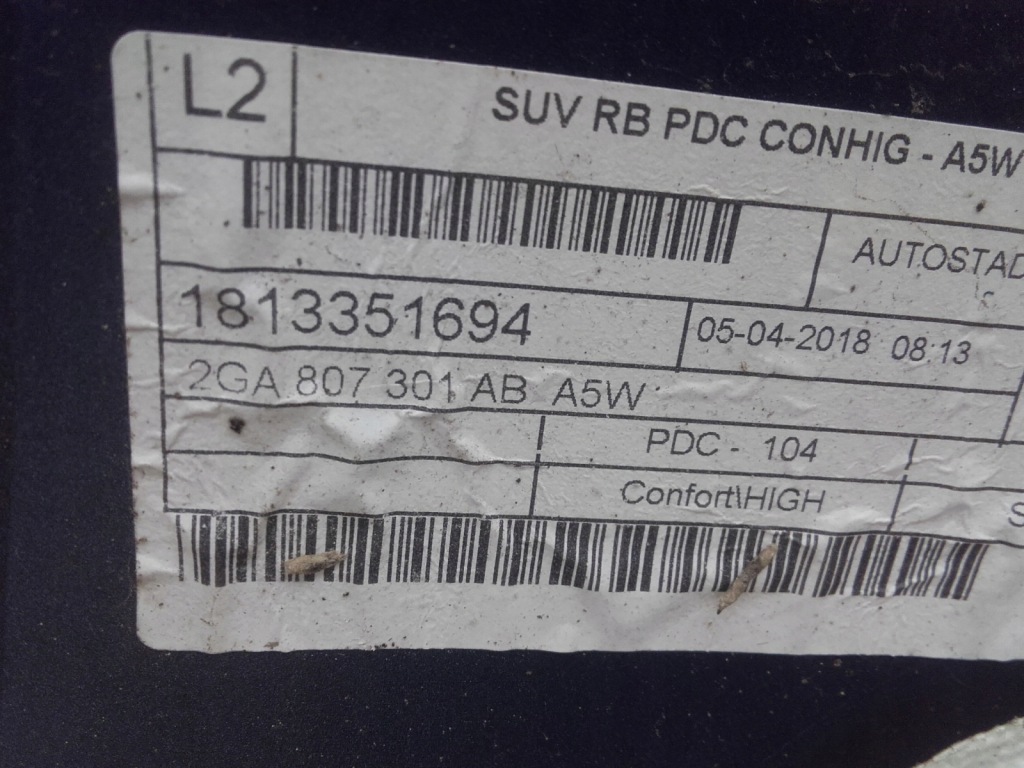 L2
SUV RB PDC CONHIG - A5W
AUTOSTAD
1813351694
05-04-2018 08:13
2GA 807 301 AB A5W
PDC - 104
Confort\HIGH
S